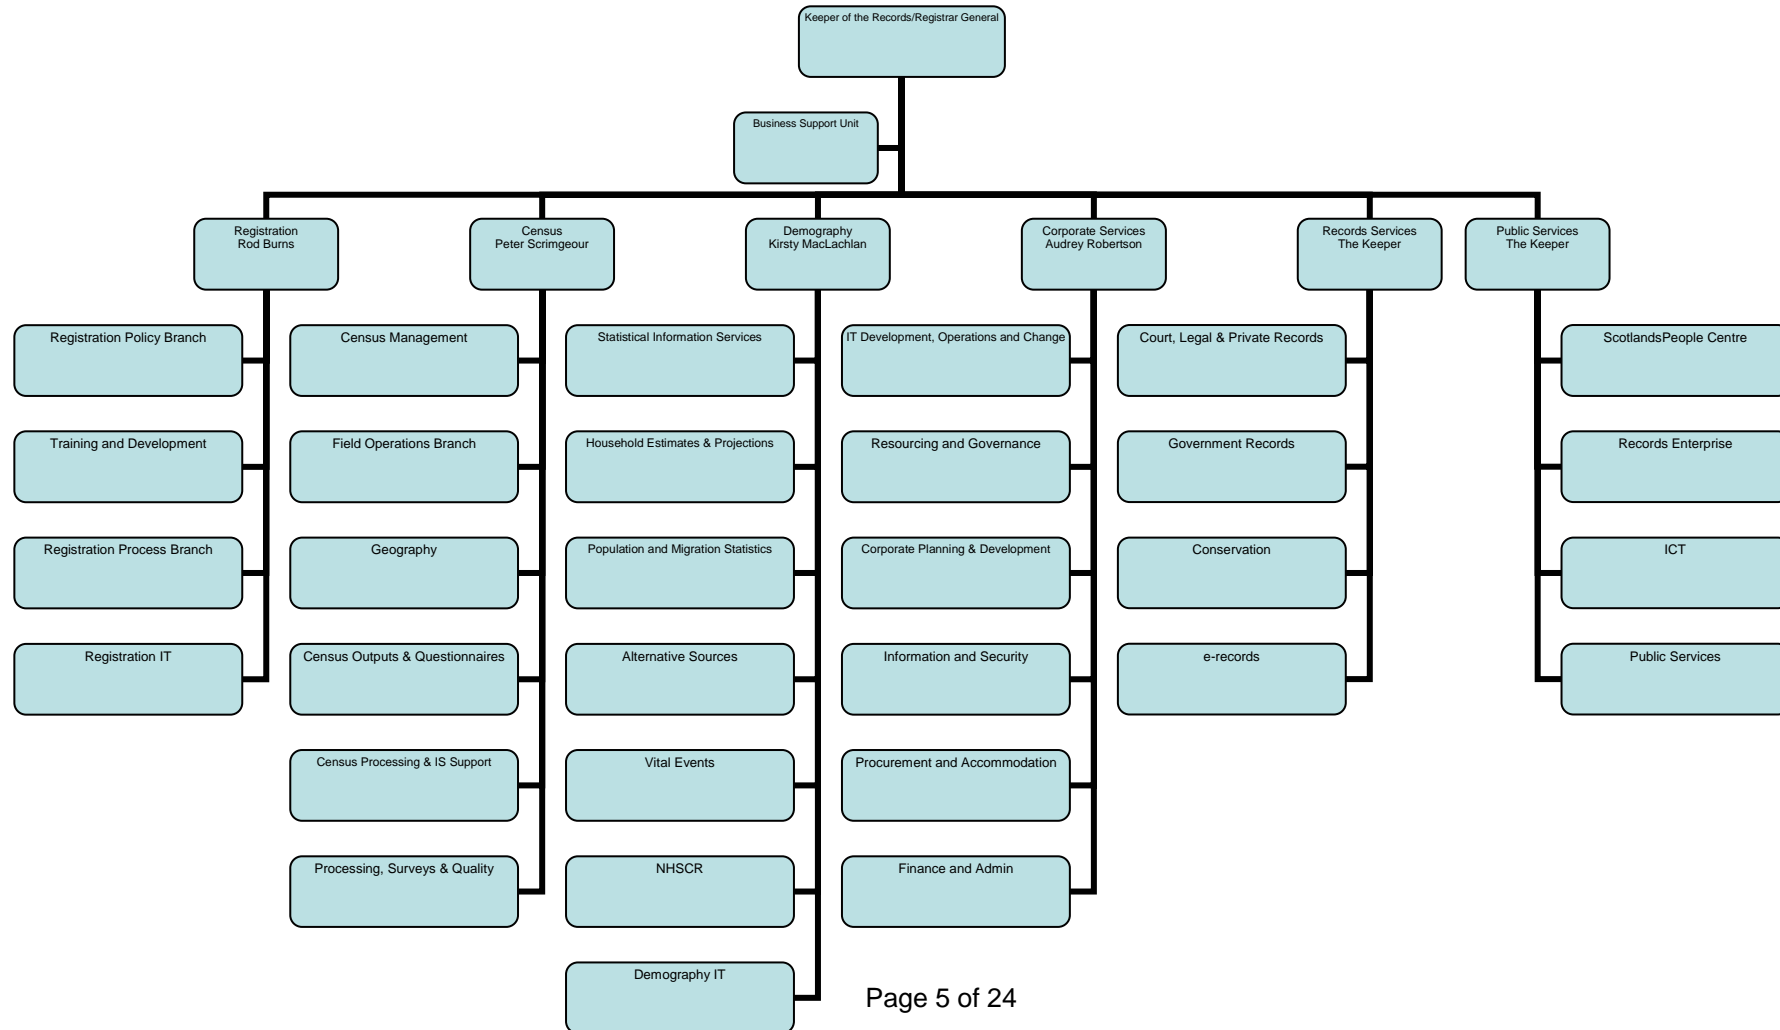 Keeper of the Records/Registrar General
Business Support Unit
Registration
Rod Burns
Census
Peter Scrimgeour
Demography
Kirsty MacLachlan
Corporate Services
Audrey Robertson
Records Services
The Keeper
Public Services
The Keeper
Registration Policy Branch
Training and Development
Registration Process Branch
Registration IT
Census Management
Field Operations Branch
Geography
Census Outputs & Questionnaires
Census Processing & IS Support
Processing, Surveys & Quality
Statistical Information Services
Household Estimates & Projections
Population and Migration Statistics
Alternative Sources
Vital Events
NHSCR
Demography IT
IT Development, Operations and Change
Resourcing and Governance
Corporate Planning & Development
Information and Security
Procurement and Accommodation
Finance and Admin
Court, Legal & Private Records
Government Records
Conservation
e-records
ScotlandsPeople Centre
Records Enterprise
ICT
Public Services
Page 5 of 24